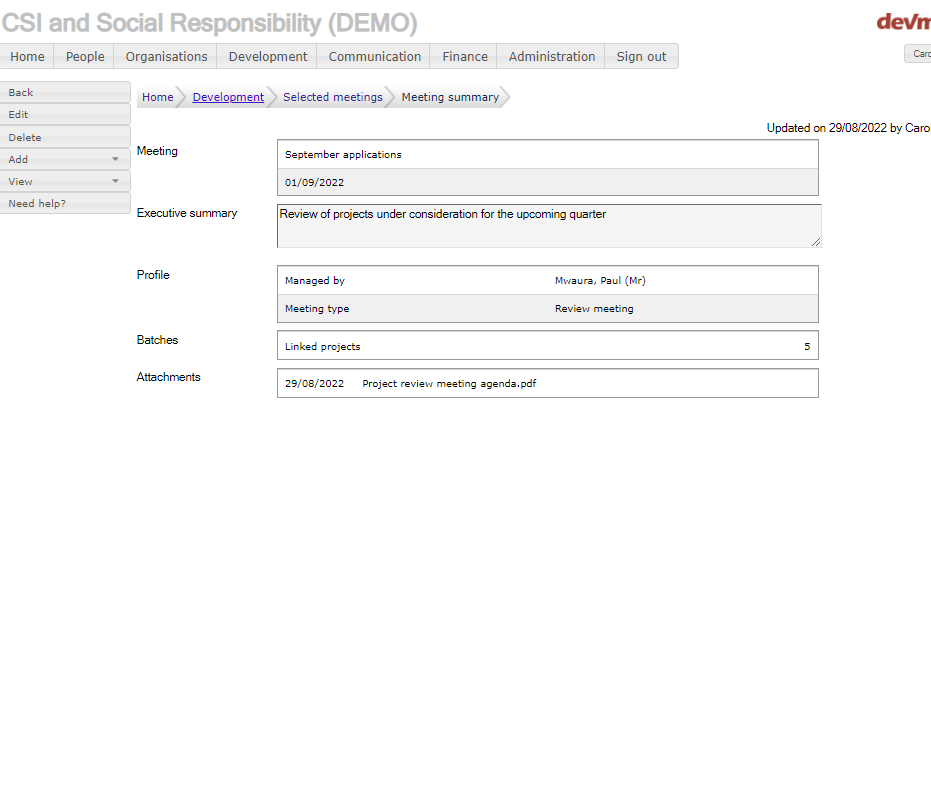 CSI and Social Responsibility (DEMO)
Home People Organisations Development Communication Finance Administration Sign out
Back
Edit
Delete
Add
View
Need help?
Home Development Selected meetings Meeting summary
Updated on 29/08/2022 by Carol
Meeting
September applications
01/09/2022
Executive summary
Review of projects under consideration for the upcoming quarter
Profile
Managed by Mwaura, Paul (Mr)
Meeting type Review meeting
Batches
Linked projects 5
Attachments
29/08/2022 Project review meeting agenda.pdf